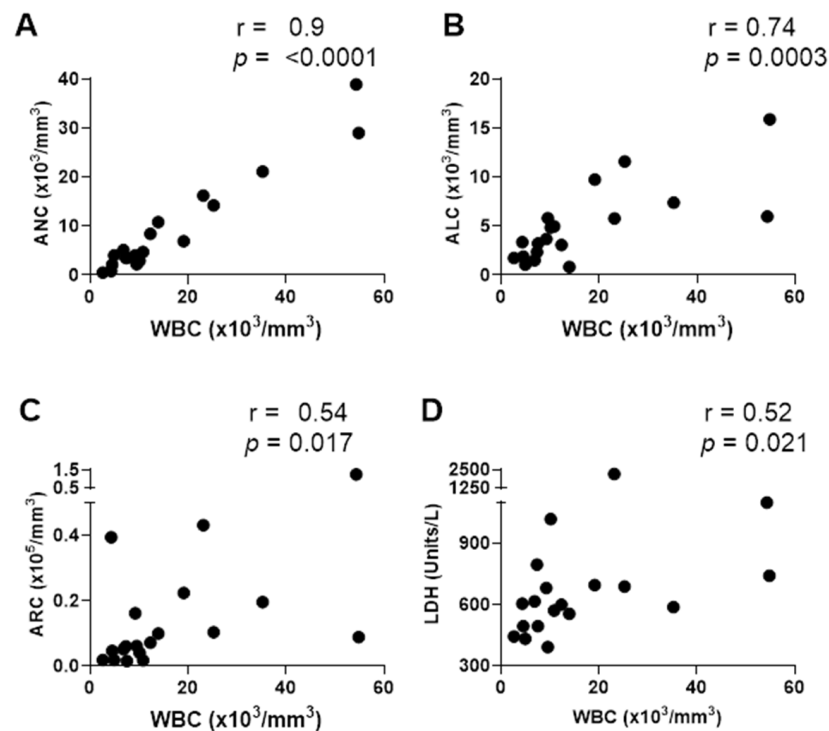 A
r = 0.9
p = <0.0001
ANC (x10³/mm³)
40
30
20
10
0
0 20 40 60
WBC (x10³/mm³)
B
r = 0.74
p = 0.0003
ALC (x10³/mm³)
20
15
10
5
0
0 20 40 60
WBC (x10³/mm³)
C
r = 0.54
p = 0.017
ARC (x10⁵/mm³)
1.5
0.5
0.4
0.2
0.0
0 20 40 60
WBC (x10³/mm³)
D
r = 0.52
p = 0.021
LDH (Units/L)
2500
1250
900
600
300
0 20 40 60
WBC (x10³/mm³)